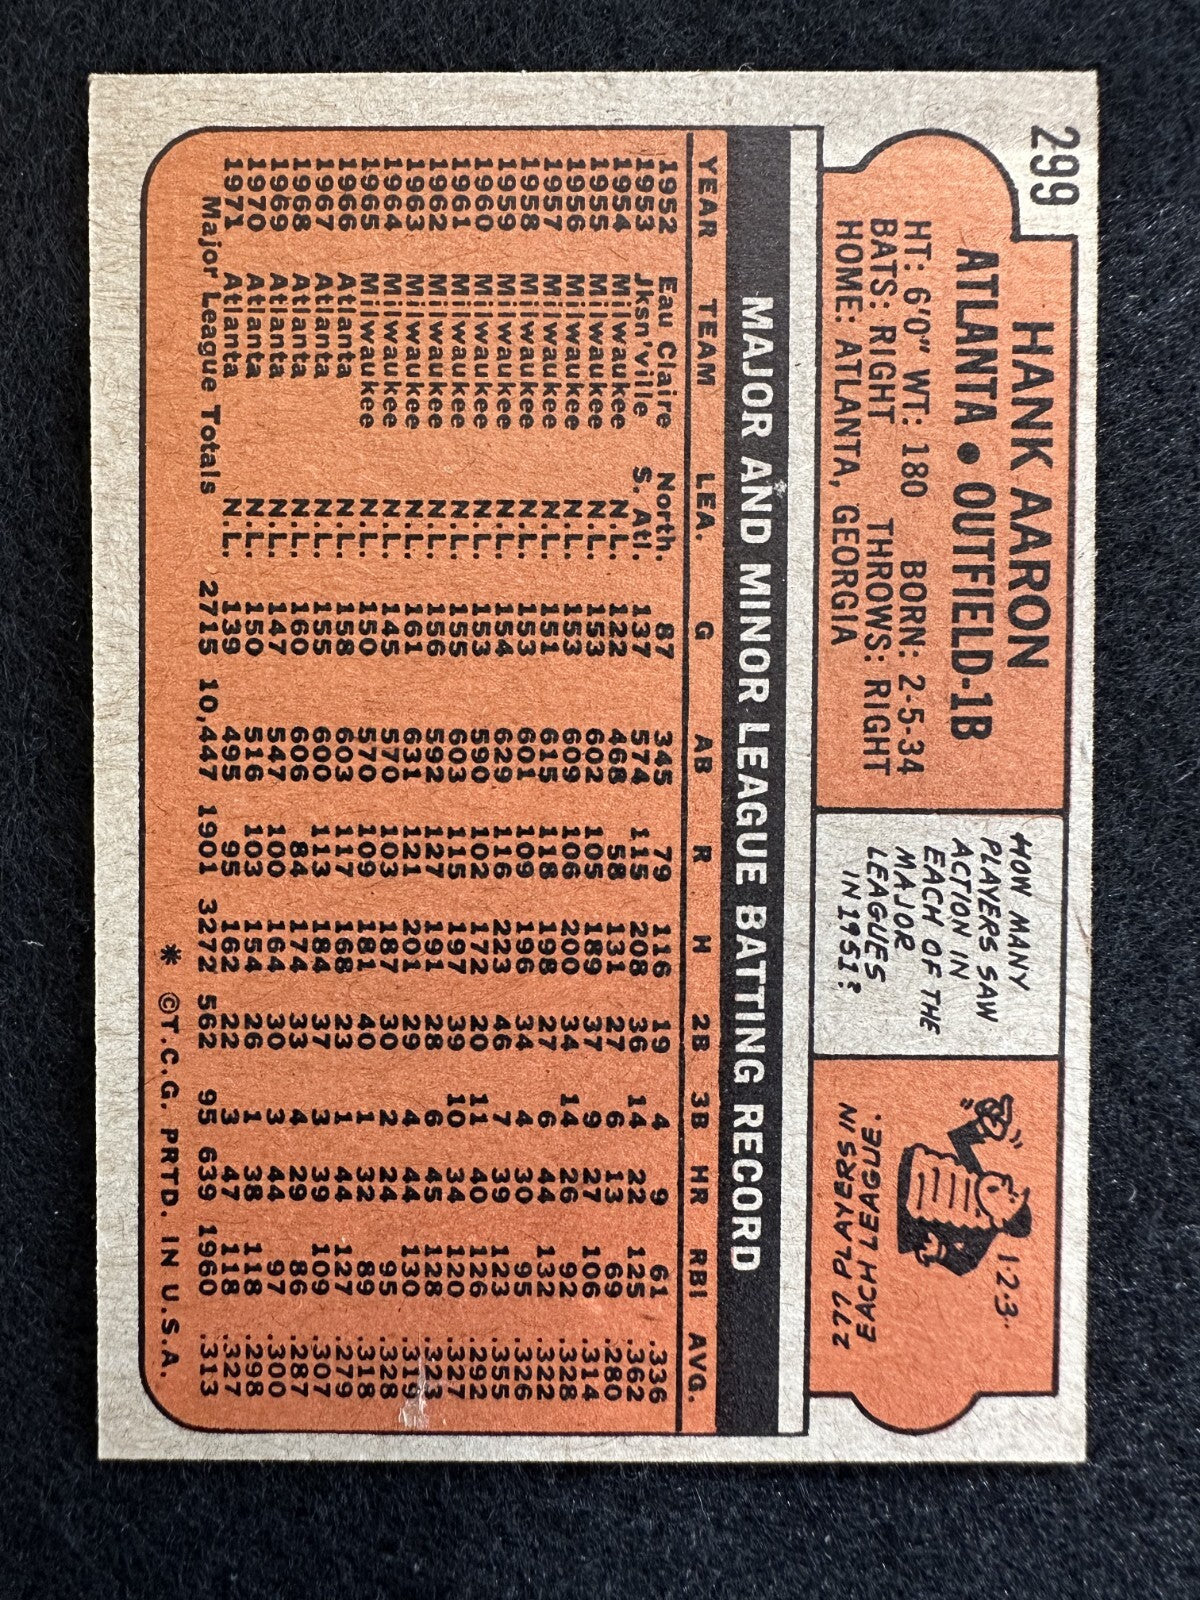 299
HANK AARON
ATLANTA • OUTFIELD-1B
HT: 6'0" WT: 180 BORN: 2-5-34
BATS: RIGHT THROWS: RIGHT
HOME: ATLANTA, GEORGIA
HOW MANY
PLAYERS SAW
ACTION IN
EACH OF THE
MAJOR
LEAGUES
IN 1951?
1-2-3..
277 PLAYERS IN
EACH LEAGUE.
MAJOR AND MINOR LEAGUE BATTING RECORD
YEAR TEAM LEA. G AB R H 2B 3B HR RBI AVG.
1952 Eau Claire North. 87 345 79 116 19 4 9 61 .336
1953 Jksn'ville S. Atl. 137 574 115 208 36 14 22 125 .362
1954 Milwaukee N.L. 122 468 58 131 27 6 13 69 .280
1955 Milwaukee N.L. 153 602 105 189 37 9 27 106 .314
1956 Milwaukee N.L. 153 609 106 200 34 14 26 92 .328
1957 Milwaukee N.L. 151 615 118 198 27 6 44 132 .322
1958 Milwaukee N.L. 153 601 109 196 34 4 30 95 .326
1959 Milwaukee N.L. 154 629 116 223 46 7 39 123 .355
1960 Milwaukee N.L. 153 590 102 172 20 11 40 126 .292
1961 Milwaukee N.L. 155 603 115 197 39 10 34 120 .327
1962 Milwaukee N.L. 156 592 127 191 28 6 45 128 .323
1963 Milwaukee N.L. 161 631 121 201 29 4 44 130 .319
1964 Milwaukee N.L. 145 570 103 187 30 2 24 95 .328
1965 Milwaukee N.L. 150 570 109 181 40 1 32 89 .318
1966 Atlanta N.L. 158 603 117 168 23 1 44 127 .279
1967 Atlanta N.L. 155 600 113 184 37 3 39 109 .307
1968 Atlanta N.L. 160 606 84 174 33 4 29 86 .287
1969 Atlanta N.L. 147 547 100 164 30 3 44 97 .300
1970 Atlanta N.L. 150 516 103 154 26 1 38 118 .298
1971 Atlanta N.L. 139 495 95 162 22 3 47 118 .327
Major League Totals 2715 10,447 1901 3272 562 95 639 1960 .313
* © T.C.G. PRTD. IN U.S.A.